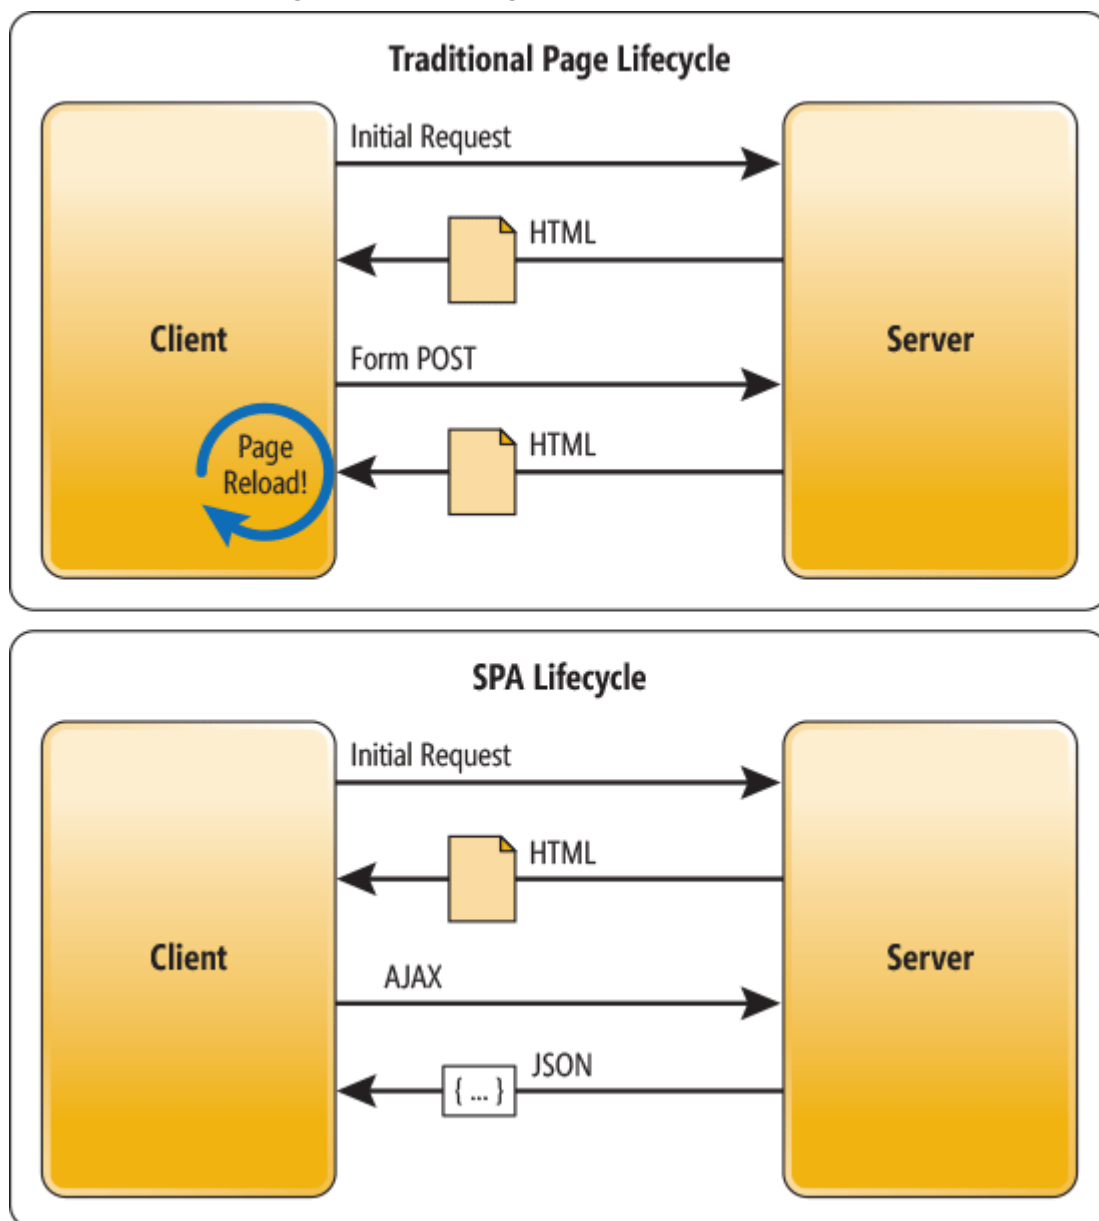 Traditional Page Lifecycle
Initial Request
HTML
Client
Server
Form POST
HTML
Page
Reload!
SPA Lifecycle
Initial Request
HTML
Client
Server
AJAX
JSON
{ ... }